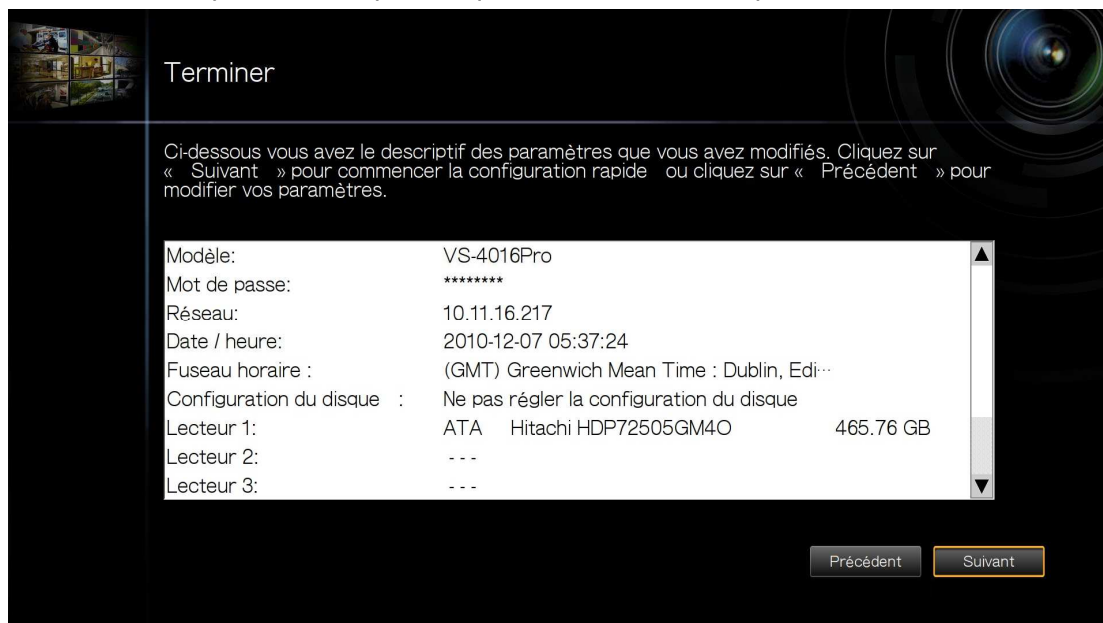 Terminer
Ci-dessous vous avez le descriptif des paramètres que vous avez modifiés. Cliquez sur
« Suivant » pour commencer la configuration rapide ou cliquez sur « Précédent » pour
modifier vos paramètres.
Modèle: VS-4016Pro
Mot de passe: ********
Réseau: 10.11.16.217
Date / heure: 2010-12-07 05:37:24
Fuseau horaire : (GMT) Greenwich Mean Time : Dublin, Edi...
Configuration du disque : Ne pas régler la configuration du disque
Lecteur 1: ATA Hitachi HDP72505GM4O 465.76 GB
Lecteur 2: - - -
Lecteur 3: - - -
Précédent Suivant